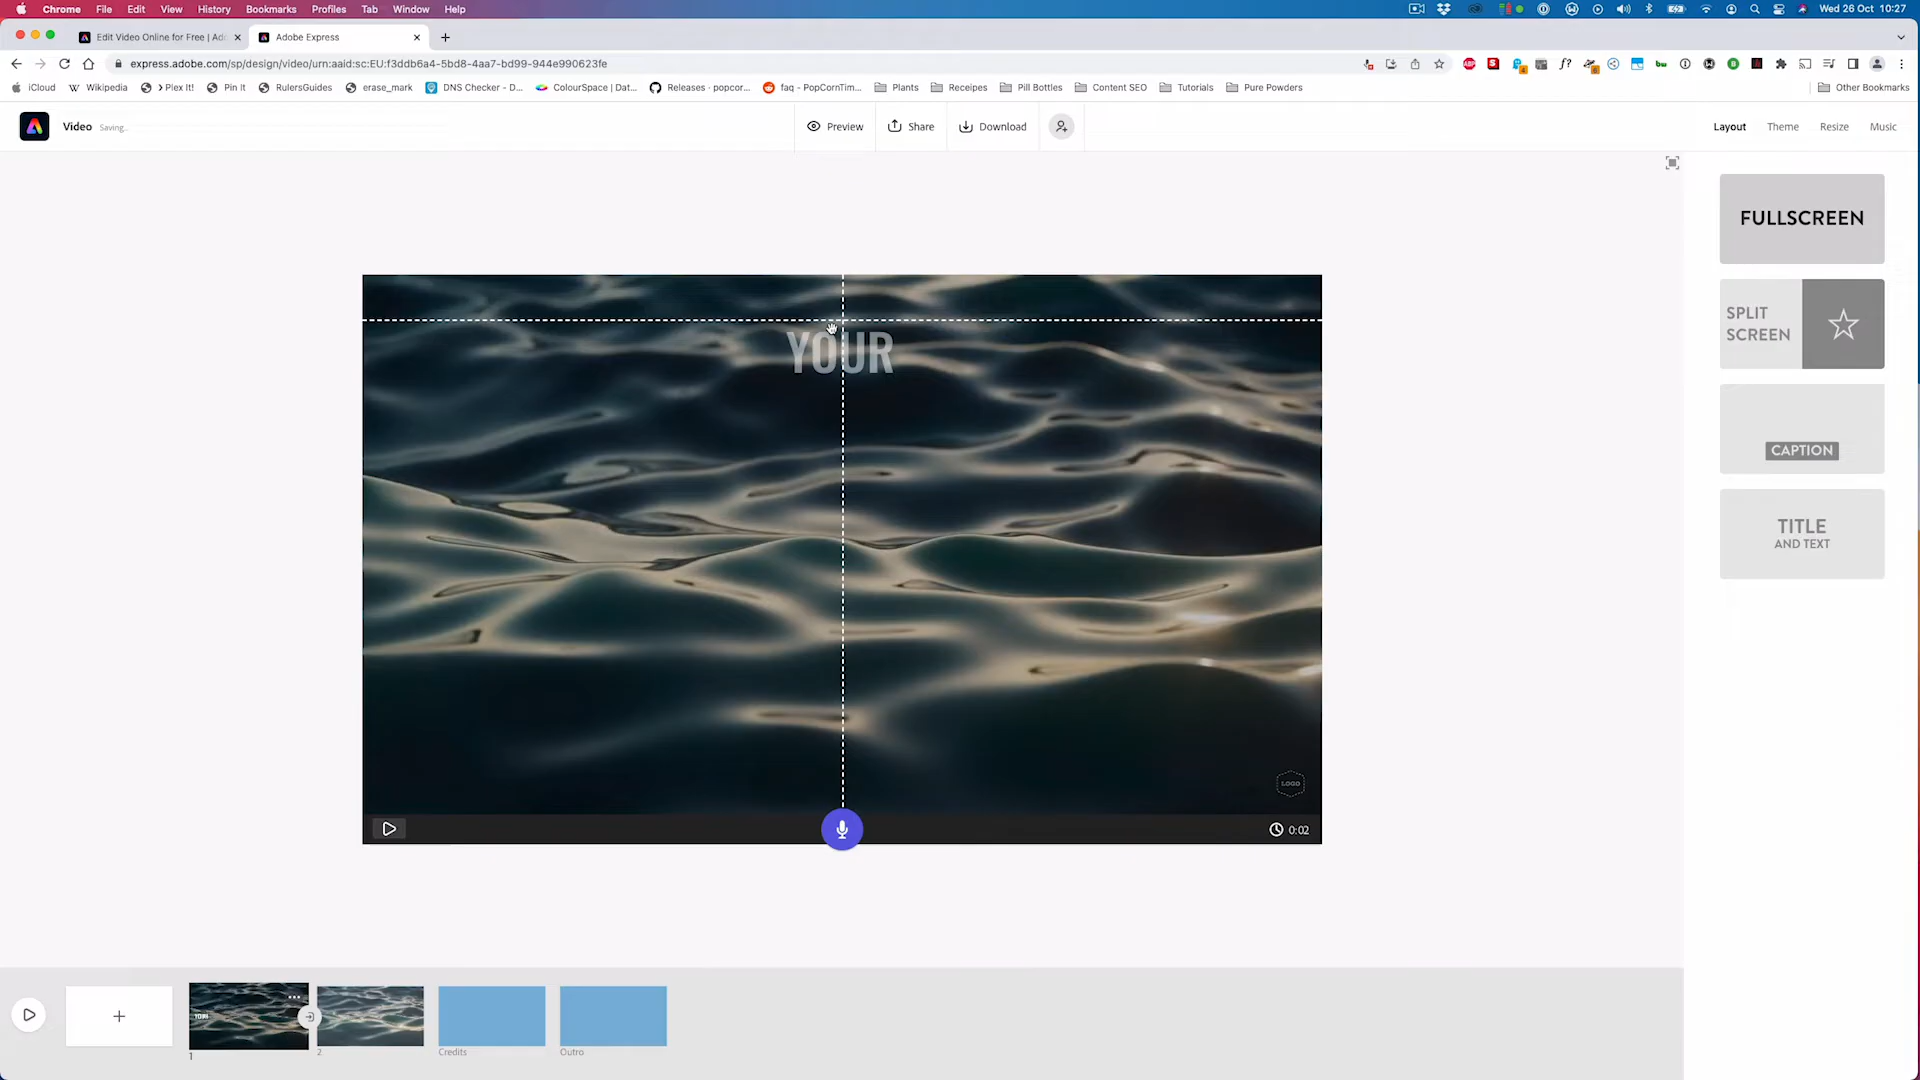 Chrome File Edit View History Bookmarks Profiles Tab Window Help
Wed 26 Oct 10:27
Edit Video Online for Free | Ado
Adobe Express
express.adobe.com/sp/design/video/urn:aaid:sc:EU:f3ddb6a4-5bd8-4aa7-bd99-944e990623fe
iCloud Wikipedia > Plex It! Pin It RulersGuides erase_mark DNS Checker - D... ColourSpace | Dat... Releases · popcor... faq - PopCornTim... Plants Receipes Pill Bottles Content SEO Tutorials Pure Powders Other Bookmarks
Video Saving... Preview Share Download Layout Theme Resize Music
FULLSCREEN
SPLIT
SCREEN
CAPTION
TITLE
AND TEXT
YOUR
LOGO
0:02
YOUR
1
2
Credits
Outro